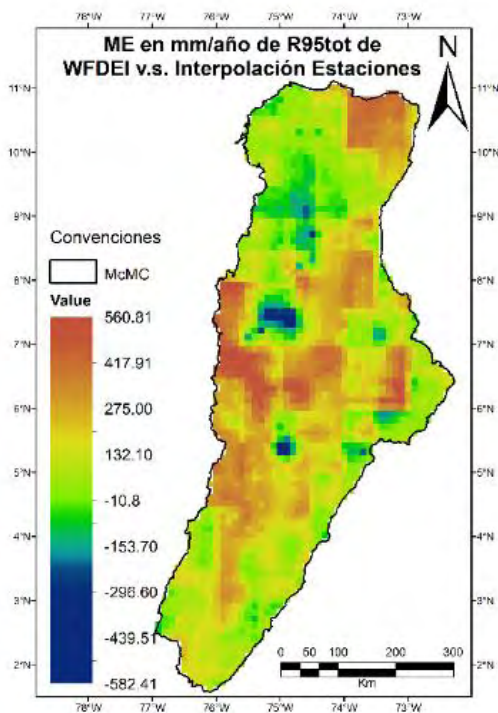 78°W 77°W 76°W 75°W 74°W 73°W
ME en mm/año de R95tot de
WFDEI v.s. Interpolación Estaciones
N
11°N
10°N
9°N
8°N
7°N
6°N
5°N
4°N
3°N
2°N
Convenciones
McMC
Value
560.81
417.91
275.00
132.10
-10.8
-153.70
-296.60
-439.51
-582.41
11°N
10°N
9°N
8°N
7°N
6°N
5°N
4°N
3°N
2°N
0 50 100 200 300
Km
78°W 77°W 76°W 75°W 74°W 73°W